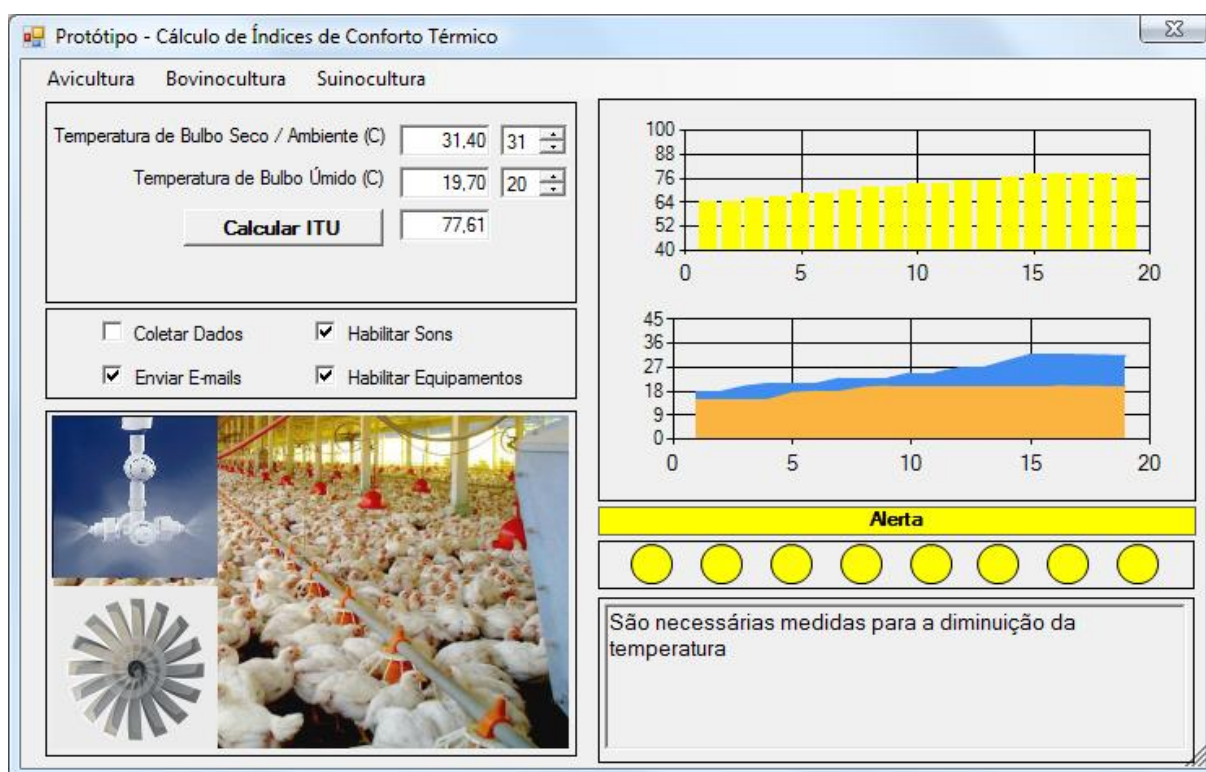 Protótipo - Cálculo de Índices de Conforto Térmico
Avicultura Bovinocultura Suinocultura
Temperatura de Bulbo Seco / Ambiente (C) 31,40 31
Temperatura de Bulbo Úmido (C) 19,70 20
Calcular ITU 77,61
Coletar Dados Habilitar Sons
Enviar E-mails Habilitar Equipamentos
100
88
76
64
52
40
0 5 10 15 20
45
36
27
18
9
0
0 5 10 15 20
Alerta
São necessárias medidas para a diminuição da
temperatura